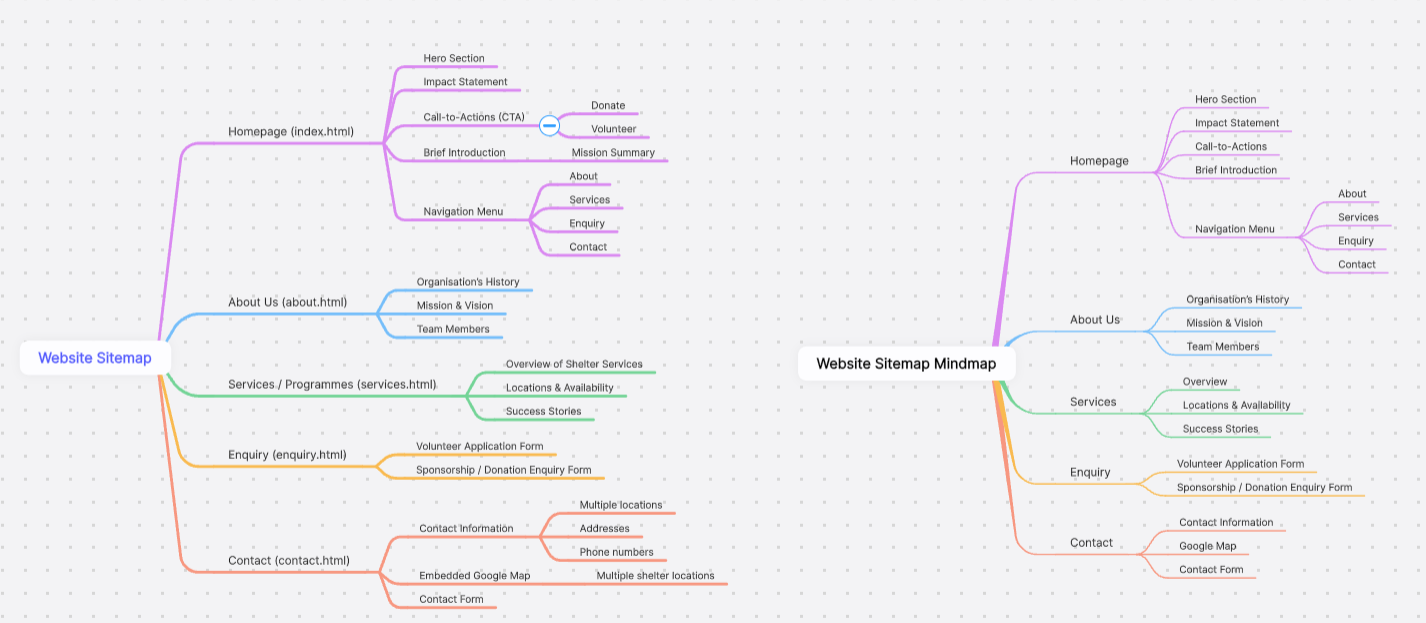 Website Sitemap
Homepage (index.html)
Hero Section
Impact Statement
Call-to-Actions (CTA)
Donate
Volunteer
Brief Introduction
Mission Summary
Navigation Menu
About
Services
Enquiry
Contact
About Us (about.html)
Organisation's History
Mission & Vision
Team Members
Services / Programmes (services.html)
Overview of Shelter Services
Locations & Availability
Success Stories
Enquiry (enquiry.html)
Volunteer Application Form
Sponsorship / Donation Enquiry Form
Contact (contact.html)
Contact Information
Multiple locations
Addresses
Phone numbers
Embedded Google Map
Multiple shelter locations
Contact Form
Website Sitemap Mindmap
Homepage
Hero Section
Impact Statement
Call-to-Actions
Brief Introduction
Navigation Menu
About
Services
Enquiry
Contact
About Us
Organisation's History
Mission & Vision
Team Members
Services
Overview
Locations & Availability
Success Stories
Enquiry
Volunteer Application Form
Sponsorship / Donation Enquiry Form
Contact
Contact Information
Google Map
Contact Form